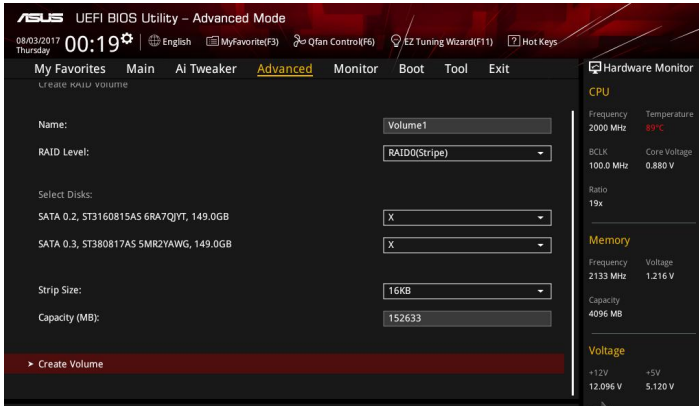 ASUS UEFI BIOS Utility – Advanced Mode
08/03/2017 Thursday 00:19 English MyFavorite(F3) Qfan Control(F6) EZ Tuning Wizard(F11) ? Hot Keys
My Favorites Main Ai Tweaker Advanced Monitor Boot Tool Exit
Create RAID Volume
Name: Volume1
RAID Level: RAID0(Stripe)
Select Disks:
SATA 0.2, ST3160815AS 6RA7QJYT, 149.0GB X
SATA 0.3, ST380817AS 5MR2YAWG, 149.0GB X
Strip Size: 16KB
Capacity (MB): 152633
> Create Volume
Hardware Monitor
CPU
Frequency Temperature
2000 MHz 89°C
BCLK Core Voltage
100.0 MHz 0.880 V
Ratio
19x
Memory
Frequency Voltage
2133 MHz 1.216 V
Capacity
4096 MB
Voltage
+12V +5V
12.096 V 5.120 V